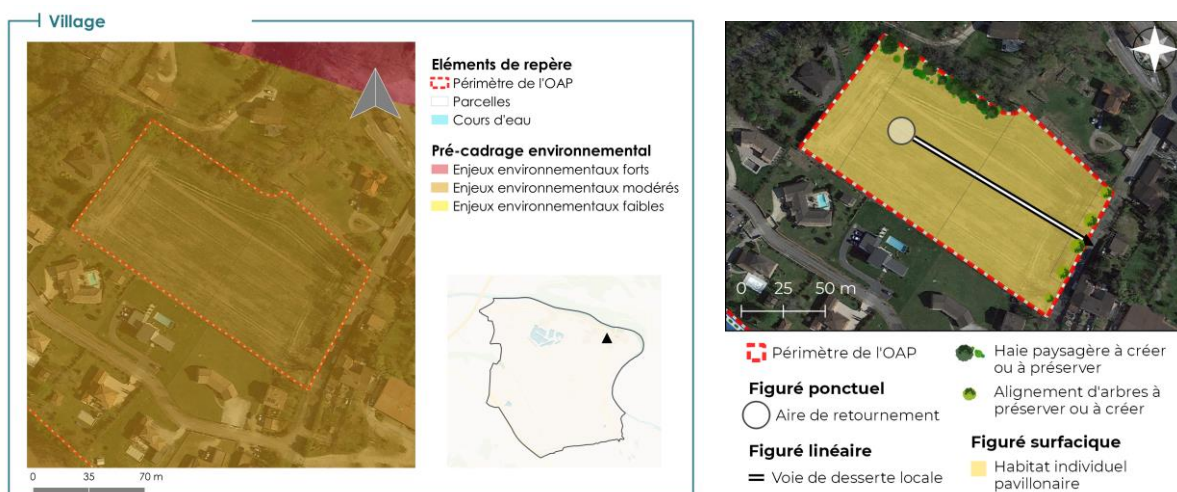 Village
Eléments de repère
Périmètre de l'OAP
Parcelles
Cours d'eau
Pré-cadrage environnemental
Enjeux environnementaux forts
Enjeux environnementaux modérés
Enjeux environnementaux faibles
0 35 70 m
0 25 50 m
Périmètre de l'OAP
Figuré ponctuel
Aire de retournement
Figuré linéaire
Voie de desserte locale
Haie paysagère à créer
ou à préserver
Alignement d'arbres à
préserver ou à créer
Figuré surfacique
Habitat individuel
pavillonaire